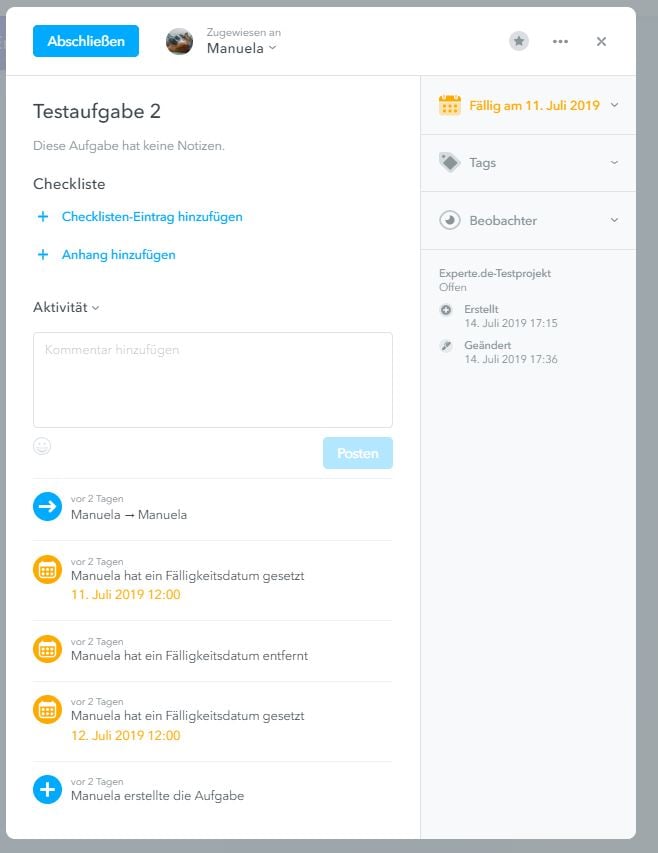 Abschließen
Zugewiesen an
Manuela
Testaufgabe 2
Diese Aufgabe hat keine Notizen.
Checkliste
+ Checklisten-Eintrag hinzufügen
+ Anhang hinzufügen
Aktivität
Kommentar hinzufügen
Posten
vor 2 Tagen
Manuela → Manuela
vor 2 Tagen
Manuela hat ein Fälligkeitsdatum gesetzt
11. Juli 2019 12:00
vor 2 Tagen
Manuela hat ein Fälligkeitsdatum entfernt
vor 2 Tagen
Manuela hat ein Fälligkeitsdatum gesetzt
12. Juli 2019 12:00
vor 2 Tagen
Manuela erstellte die Aufgabe
Fällig am 11. Juli 2019
Tags
Beobachter
Experte.de-Testprojekt
Offen
Erstellt
14. Juli 2019 17:15
Geändert
14. Juli 2019 17:36